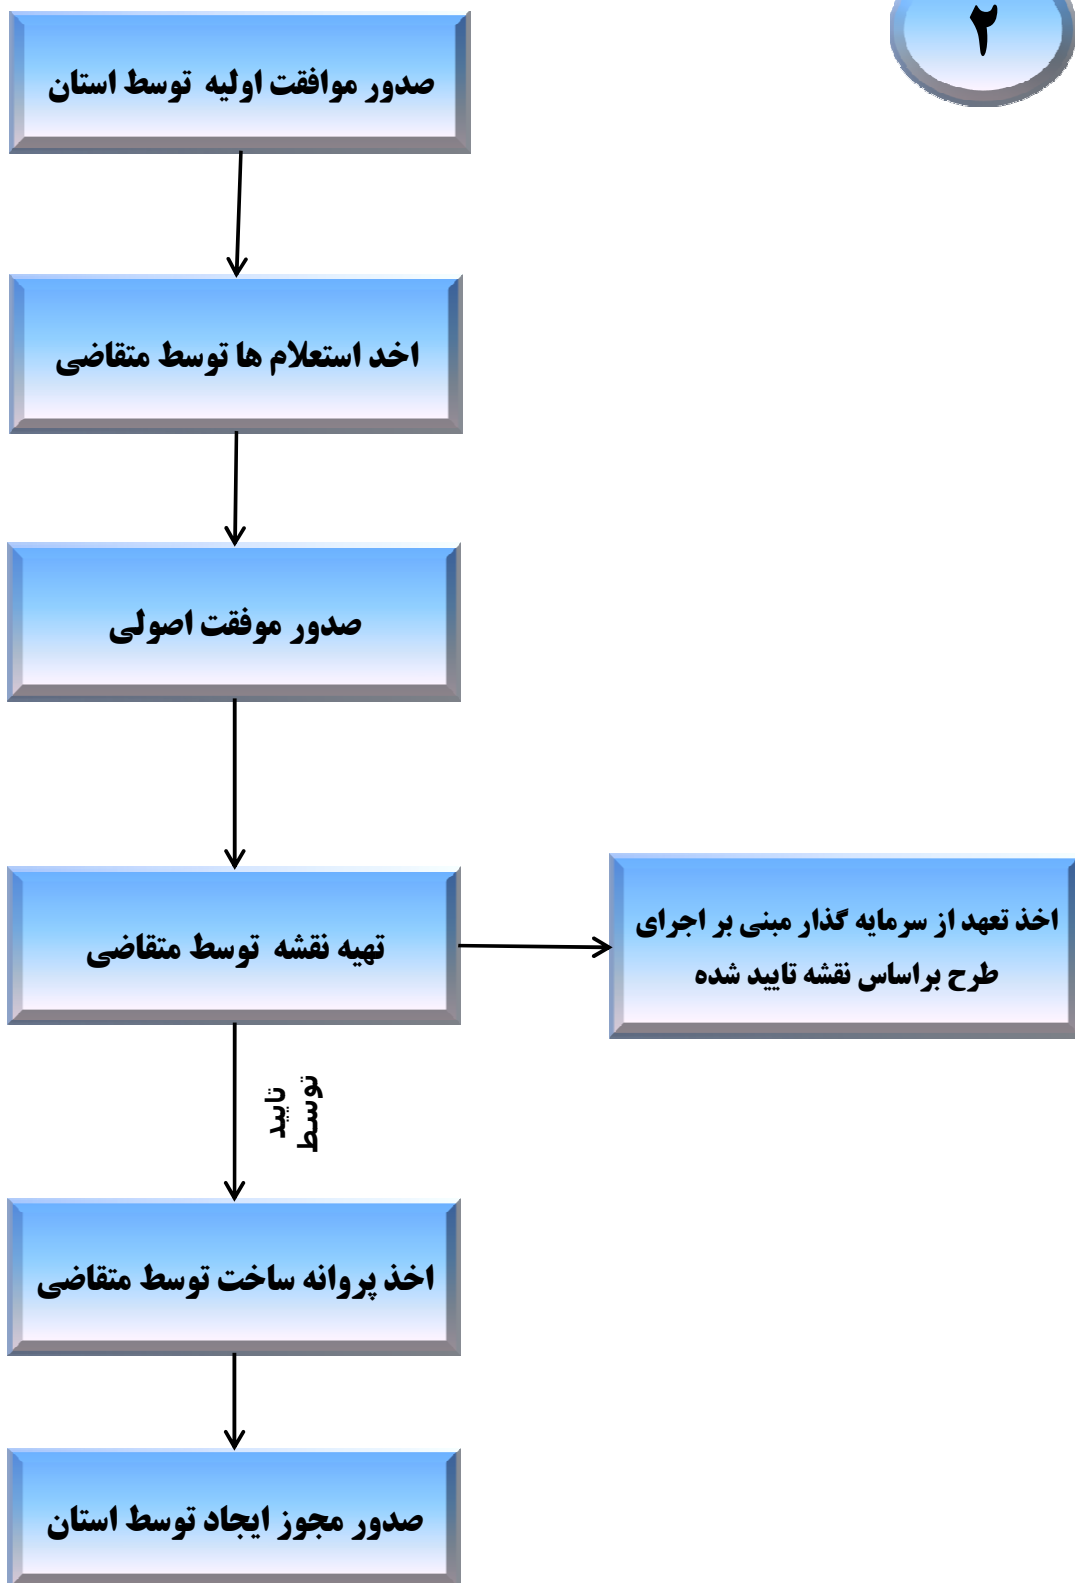 ۲
صدور موافقت اولیه توسط استان
اخد استعلام ها توسط متقاضی
صدور موفقت اصولی
تهیه نقشه توسط متقاضی
اخذ تعهد از سرمایه گذار مبنی بر اجرای
طرح براساس نقشه تایید شده
تایید
توسط
اخذ پروانه ساخت توسط متقاضی
صدور مجوز ایجاد توسط استان